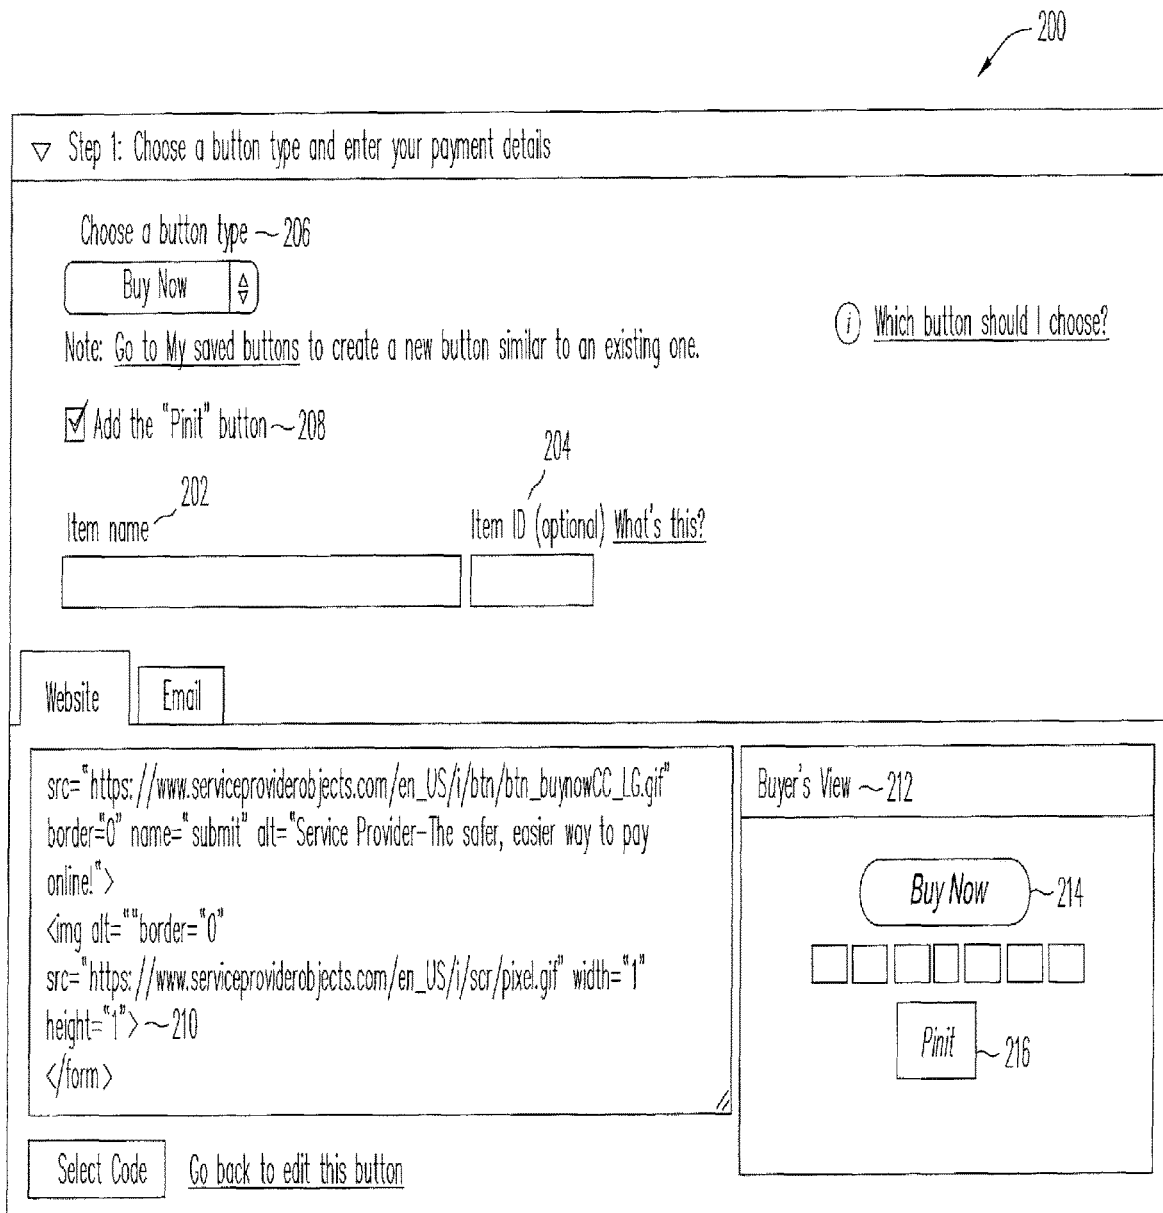 200
Step 1: Choose a button type and enter your payment details
Choose a button type 206
Buy Now
Note: Go to My saved buttons to create a new button similar to an existing one.
i Which button should I choose?
Add the "Pinit" button 208
202
204
Item name
Item ID (optional) What's this?
Website
Email
src="https://www.serviceproviderobjects.com/en_US/i/btn/btn_buynowCC_LG.gif"
border="0" name="submit" alt="Service Provider-The safer, easier way to pay
online!">
<img alt=""border="0"
src="https://www.serviceproviderobjects.com/en_US/i/scr/pixel.gif" width="1"
height="1"> 210
</form>
Buyer's View 212
Buy Now 214
Pinit 216
Select Code
Go back to edit this button